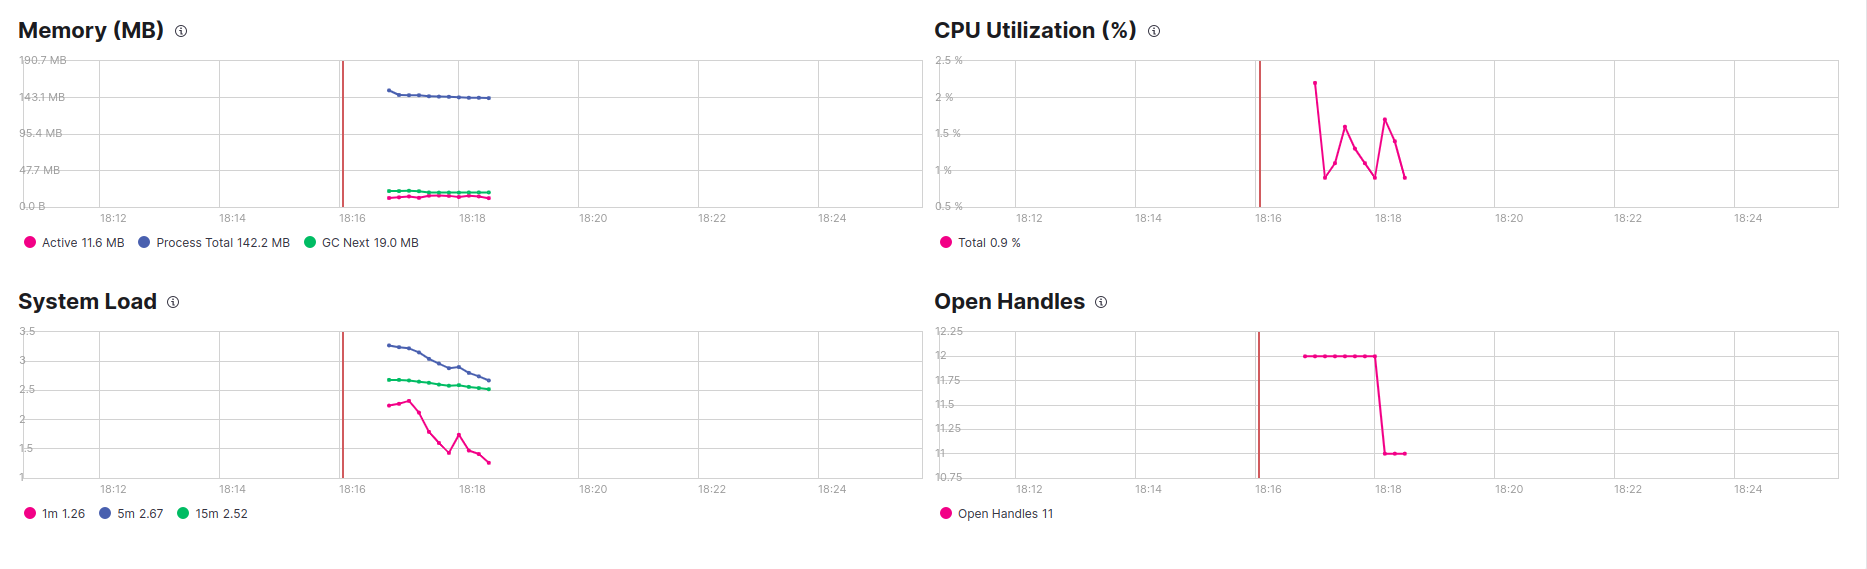 Memory (MB)
190.7 MB
143.1 MB
95.4 MB
47.7 MB
0.0 B
18:12 18:14 18:16 18:18 18:20 18:22 18:24
Active 11.6 MB Process Total 142.2 MB GC Next 19.0 MB
CPU Utilization (%)
2.5 %
2 %
1.5 %
1 %
0.5 %
18:12 18:14 18:16 18:18 18:20 18:22 18:24
Total 0.9 %
System Load
3.5
3
2.5
2
1.5
1
18:12 18:14 18:16 18:18 18:20 18:22 18:24
1m 1.26 5m 2.67 15m 2.52
Open Handles
12.25
12
11.75
11.5
11.25
11
10.75
18:12 18:14 18:16 18:18 18:20 18:22 18:24
Open Handles 11